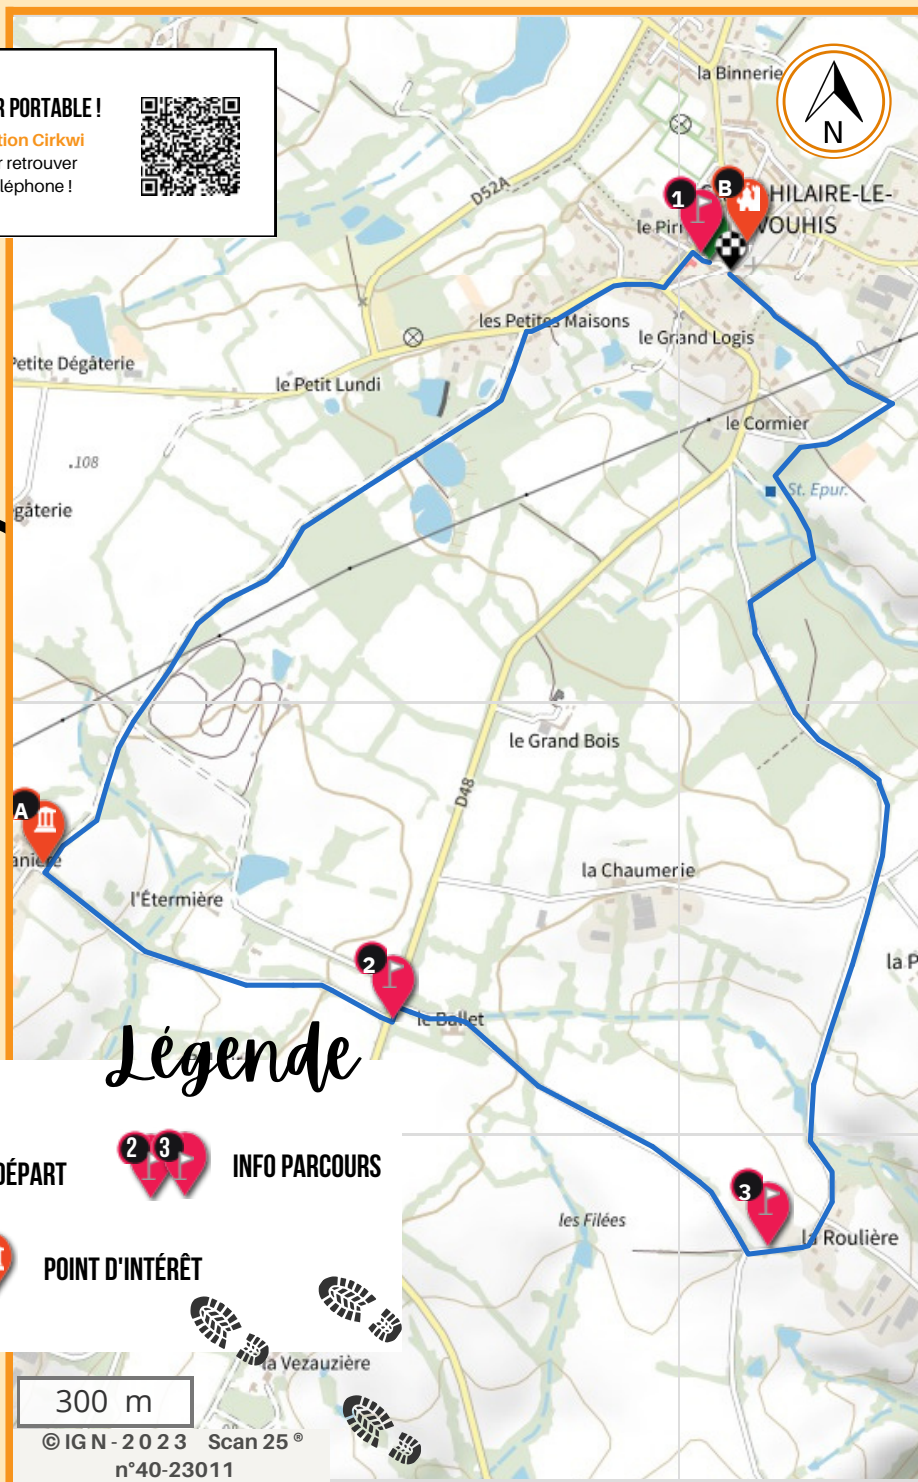 R PORTABLE !
tion Cirkwi
r retrouver
léphone !
N
la Binnerie
D52A
1
B
HILAIRE-LE-
VOUHIS
le Pin
les Petites Maisons
le Grand Logis
Petite Dégâterie
le Petit Lundi
le Cormier
.108
St. Epur.
gâterie
le Grand Bois
D48
A
anière
la Chaumerie
l'Étermière
2
la P
le Ballet
Légende
DÉPART
2 3
INFO PARCOURS
3
les Filées
la Roulière
POINT D'INTÉRÊT
la Vezauzière
300 m
© IGN - 2023 Scan 25 ®
n°40-23011